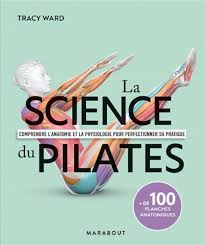 TRACY WARD
La
SCIENCE
COMPRENDRE L'ANATOMIE ET LA PHYSIOLOGIE POUR PERFECTIONNER SA PRATIQUE
du PILATES
+ DE 100
PLANCHES
ANATOMIQUES
MARABOUT